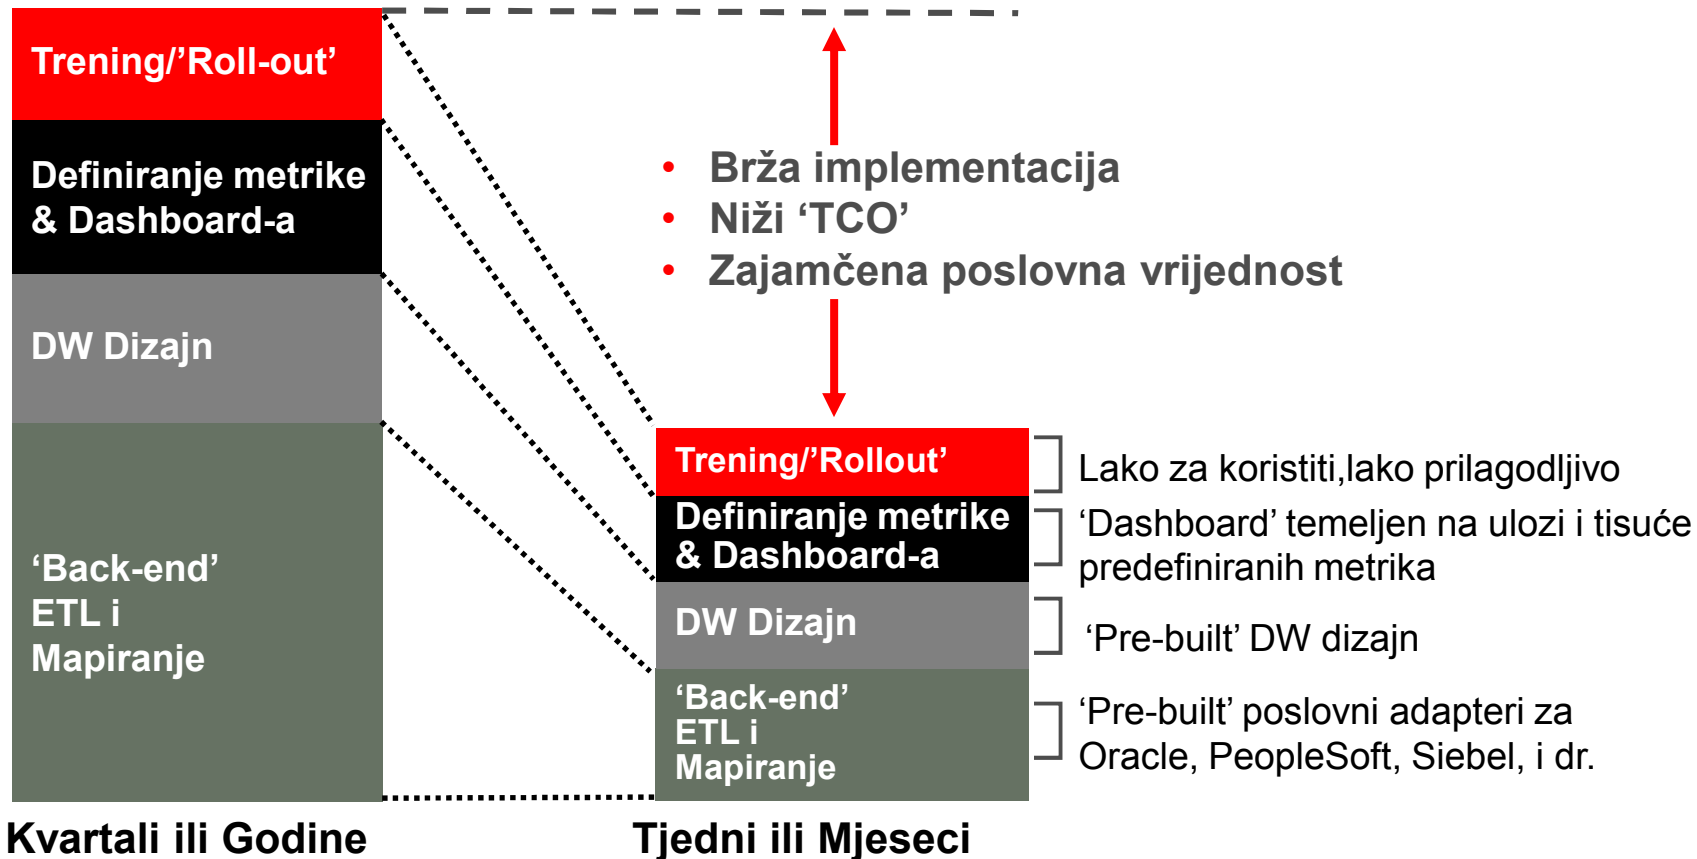 Trening/’Roll-out’
Definiranje metrike
& Dashboard-a
DW Dizajn
‘Back-end’
ETL i
Mapiranje
Kvartali ili Godine
• Brža implementacija
• Niži ‘TCO’
• Zajamčena poslovna vrijednost
Trening/’Rollout’
Definiranje metrike
& Dashboard-a
DW Dizajn
‘Back-end’
ETL i
Mapiranje
Tjedni ili Mjeseci
Lako za koristiti,lako prilagodljivo
‘Dashboard’ temeljen na ulozi i tisuće
predefiniranih metrika
‘Pre-built’ DW dizajn
‘Pre-built’ poslovni adapteri za
Oracle, PeopleSoft, Siebel, i dr.